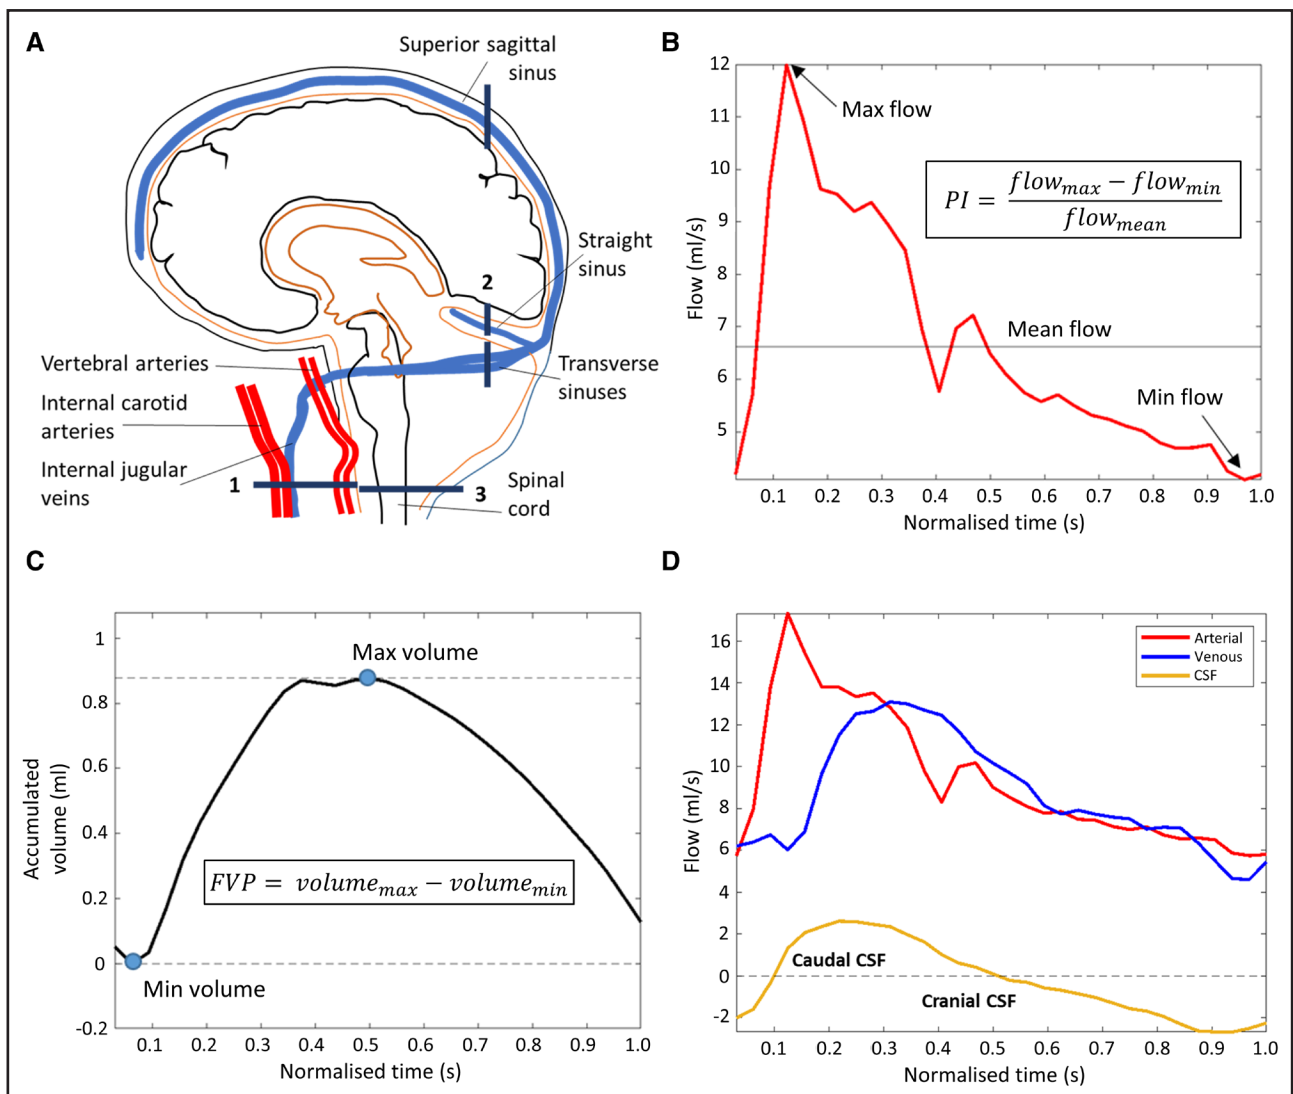 A
Superior sagittal
sinus
Straight
sinus
2
Vertebral arteries
Transverse
sinuses
Internal carotid
arteries
Internal jugular
veins
1
3
Spinal
cord
B
12
11
10
9
8
7
6
5
Flow (ml/s)
Max flow
PI = flowmax − flowmin / flowmean
Mean flow
Min flow
0.1 0.2 0.3 0.4 0.5 0.6 0.7 0.8 0.9 1.0
Normalised time (s)
C
1
0.8
0.6
0.4
0.2
0
-0.2
Accumulated
volume (ml)
Max volume
FVP = volumemax − volumemin
Min volume
0.1 0.2 0.3 0.4 0.5 0.6 0.7 0.8 0.9 1.0
Normalised time (s)
D
16
14
12
10
8
6
4
2
0
-2
Flow (ml/s)
Arterial
Venous
CSF
Caudal CSF
Cranial CSF
0.1 0.2 0.3 0.4 0.5 0.6 0.7 0.8 0.9 1.0
Normalised time (s)